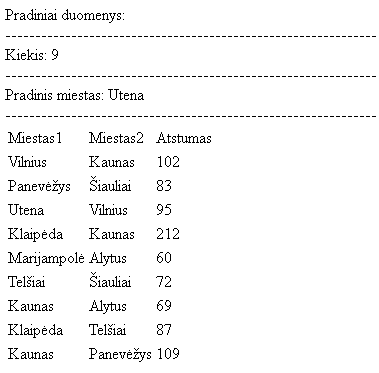 Pradiniai duomenys:
--------------------------------------------------------------------------
Kiekis: 9
--------------------------------------------------------------------------
Pradinis miestas: Utena
--------------------------------------------------------------------------
Miestas1 Miestas2 Atstumas
Vilnius Kaunas 102
Panevėžys Šiauliai 83
Utena Vilnius 95
Klaipėda Kaunas 212
Marijampolė Alytus 60
Telšiai Šiauliai 72
Kaunas Alytus 69
Klaipėda Telšiai 87
Kaunas Panevėžys 109